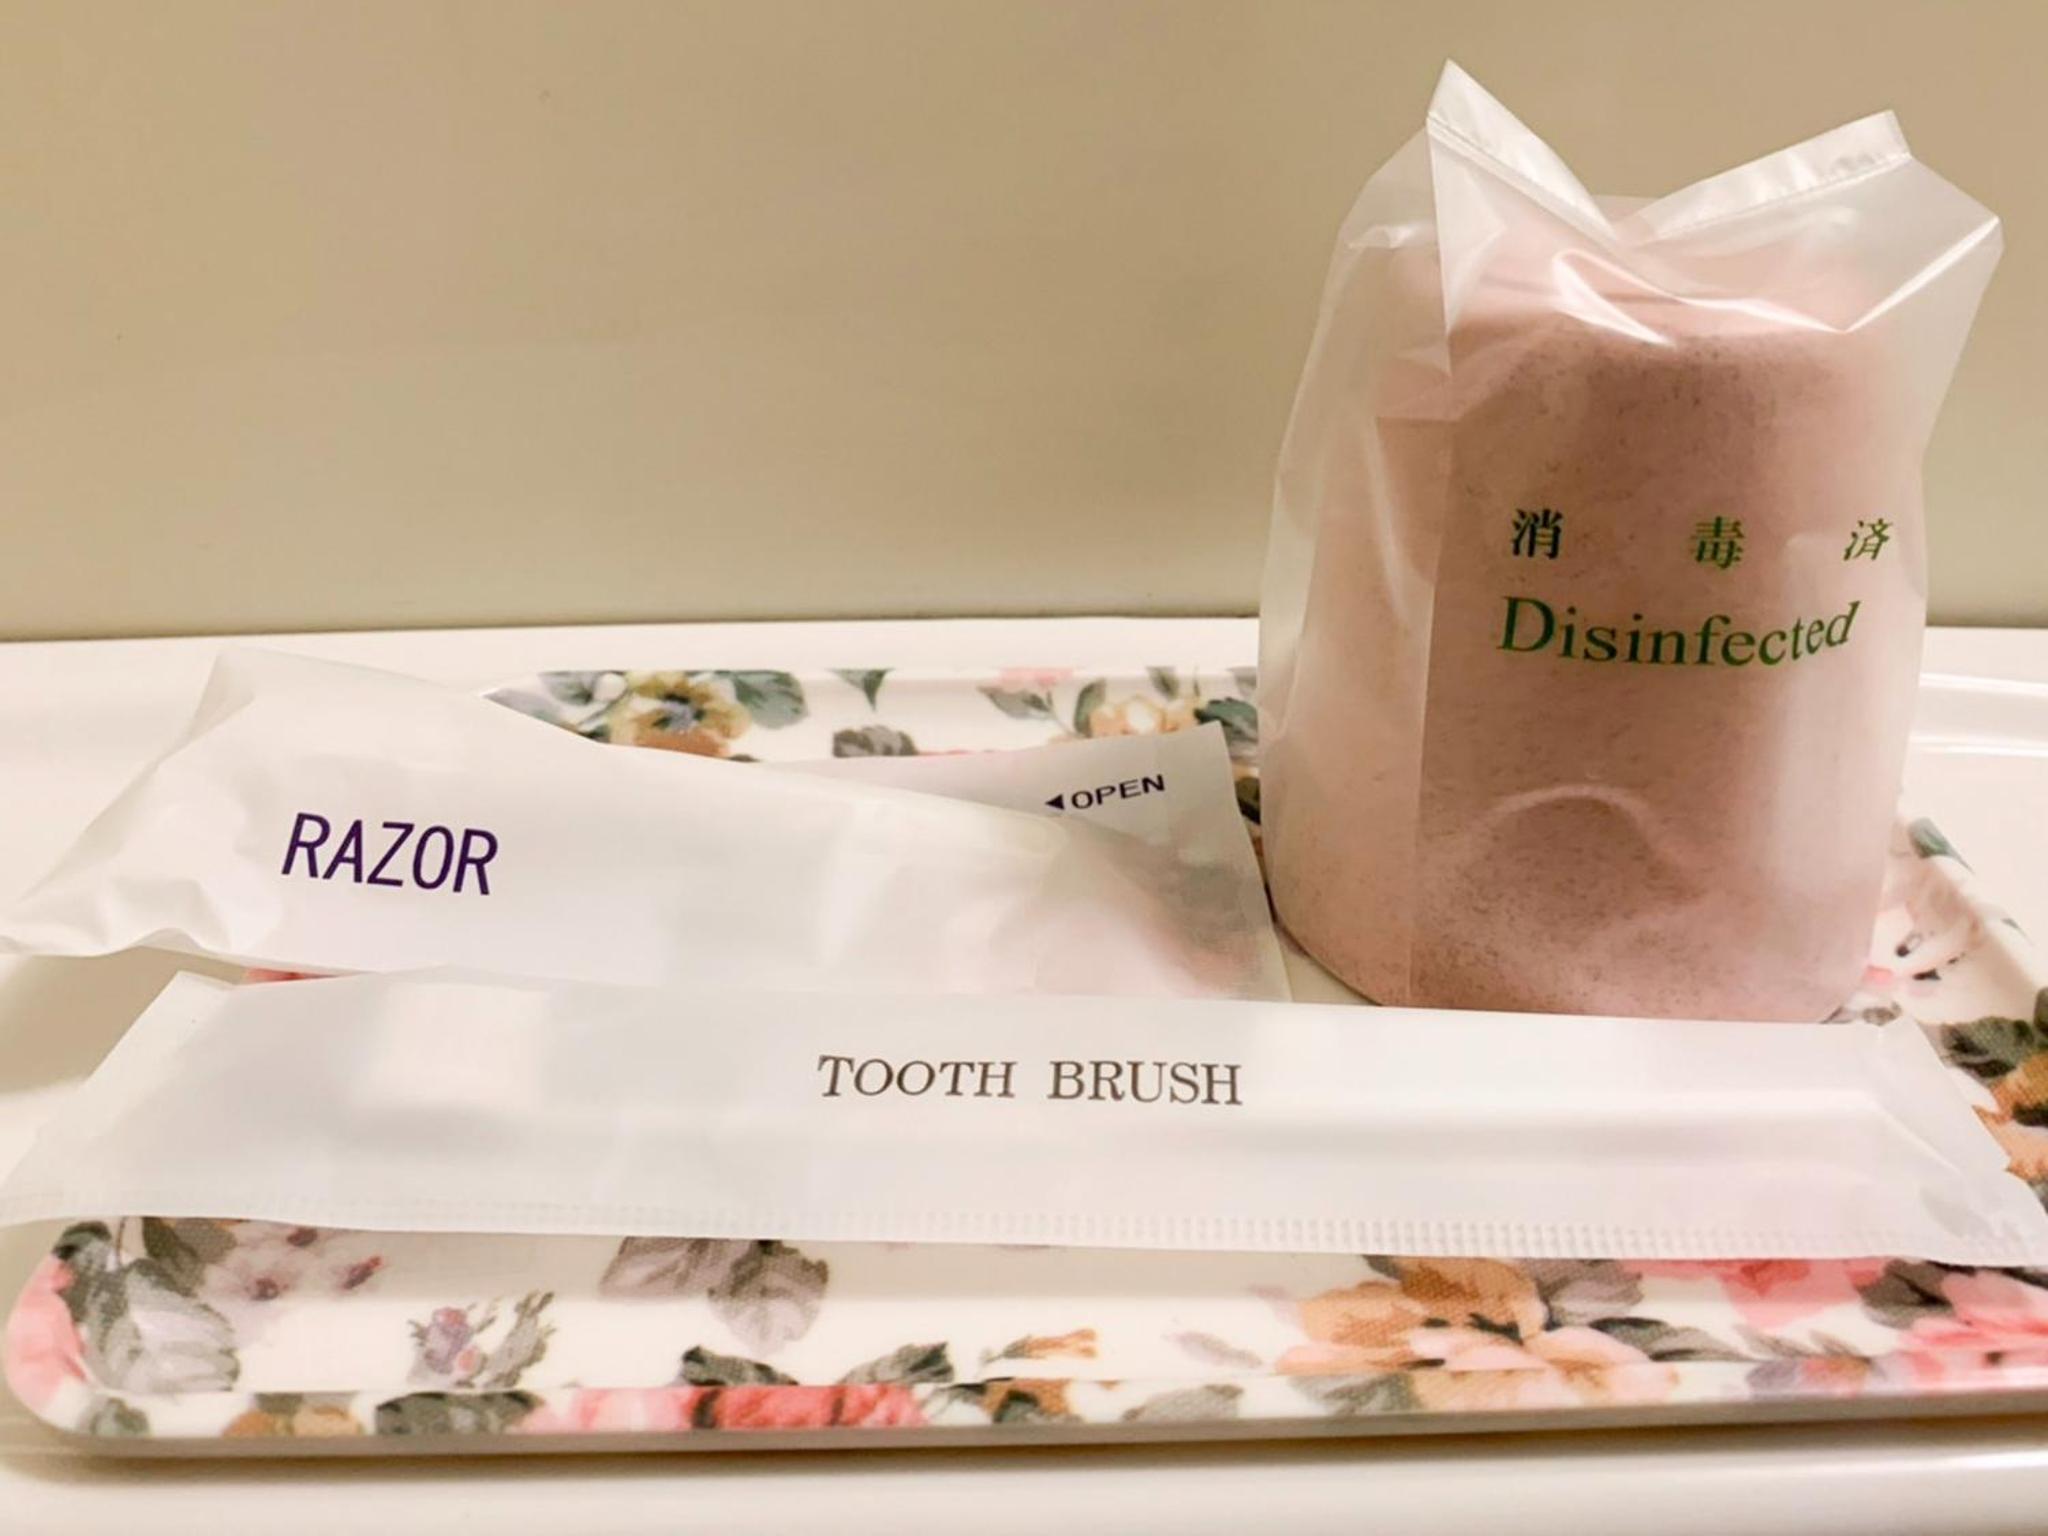 消毒済
Disinfected
◀OPEN
RAZOR
TOOTH BRUSH